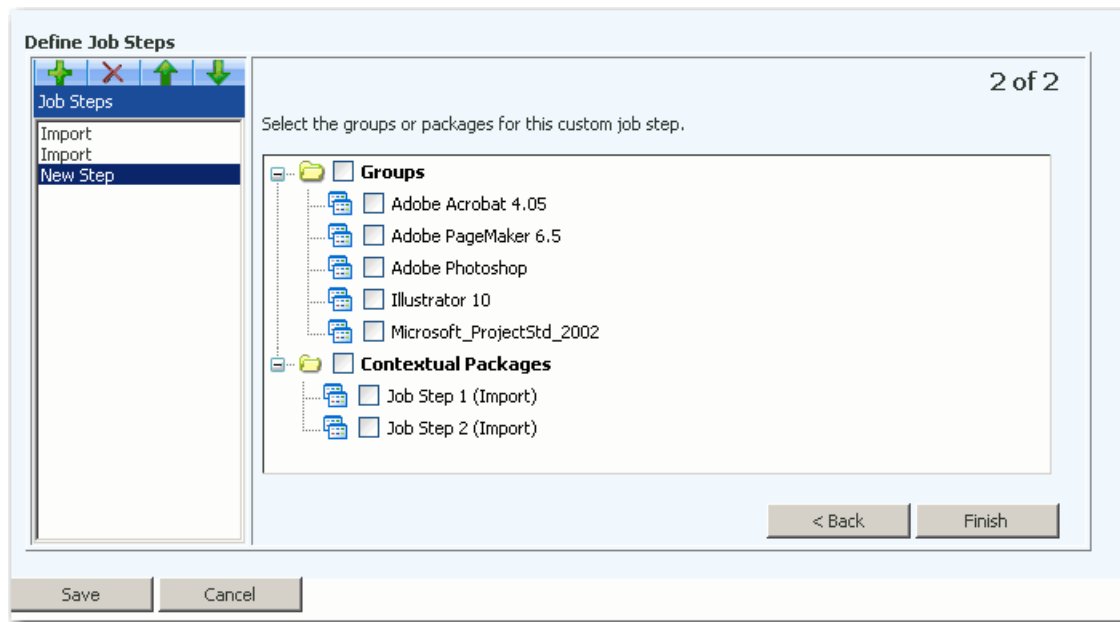 Define Job Steps
2 of 2
Job Steps
Select the groups or packages for this custom job step.
Import
Import
New Step
Groups
Adobe Acrobat 4.05
Adobe PageMaker 6.5
Adobe Photoshop
Illustrator 10
Microsoft_ProjectStd_2002
Contextual Packages
Job Step 1 (Import)
Job Step 2 (Import)
< Back
Finish
Save
Cancel